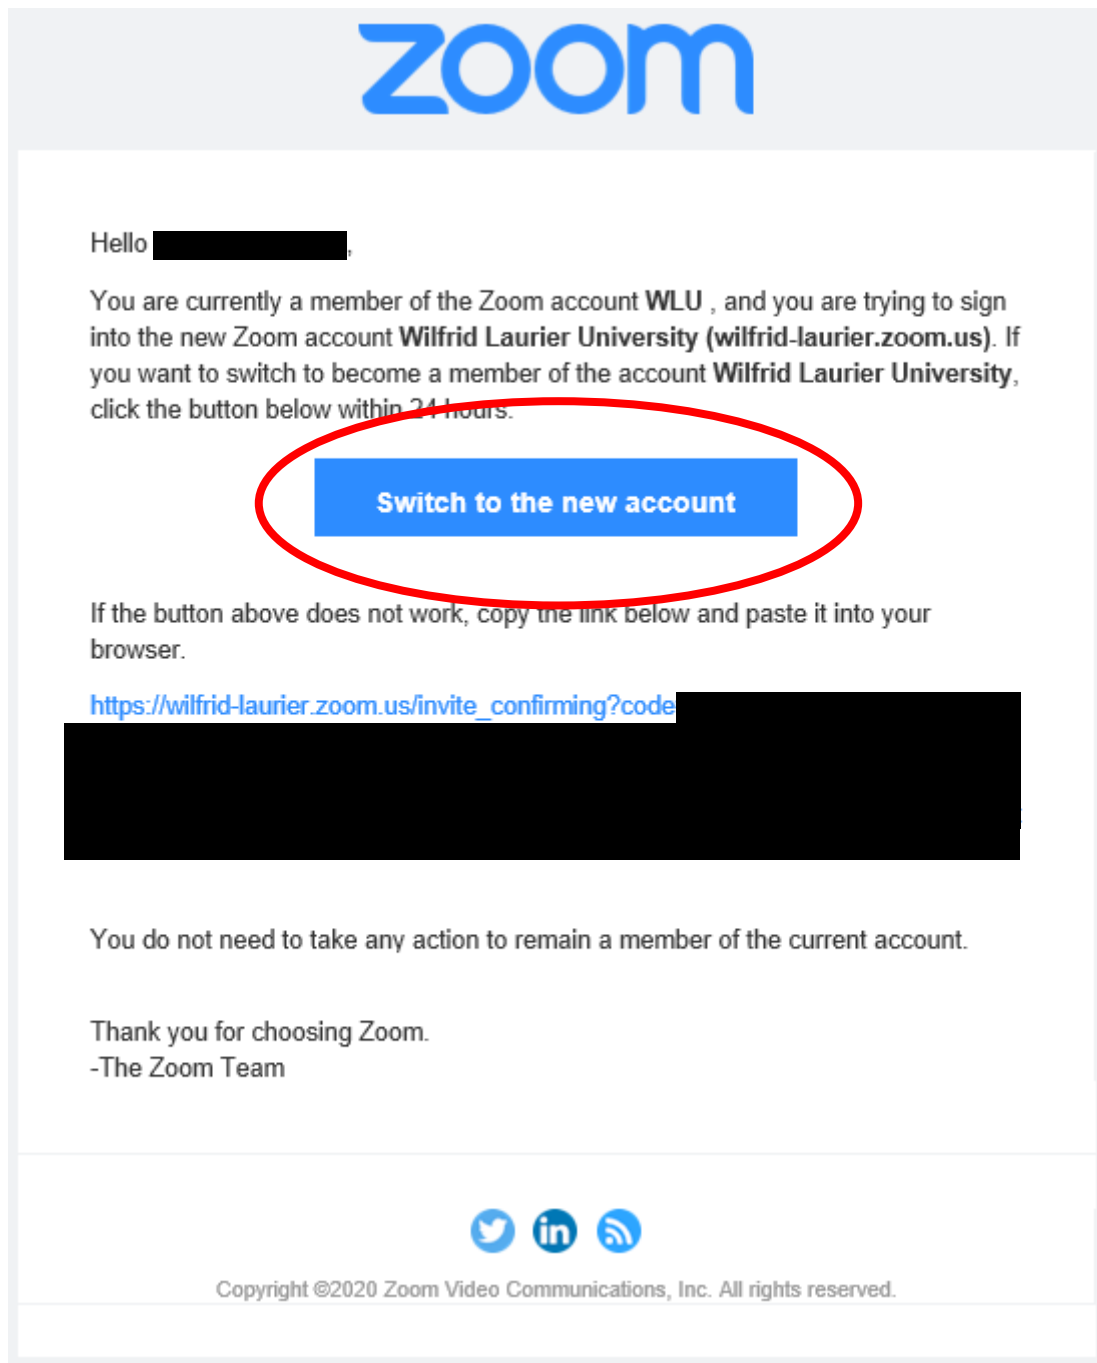 zoom
Hello ,
You are currently a member of the Zoom account WLU , and you are trying to sign
into the new Zoom account Wilfrid Laurier University (wilfrid-laurier.zoom.us). If
you want to switch to become a member of the account Wilfrid Laurier University,
click the button below within 24 hours.
Switch to the new account
If the button above does not work, copy the link below and paste it into your
browser.
https://wilfrid-laurier.zoom.us/invite_confirming?code
You do not need to take any action to remain a member of the current account.
Thank you for choosing Zoom.
-The Zoom Team
in
Copyright ©2020 Zoom Video Communications, Inc. All rights reserved.